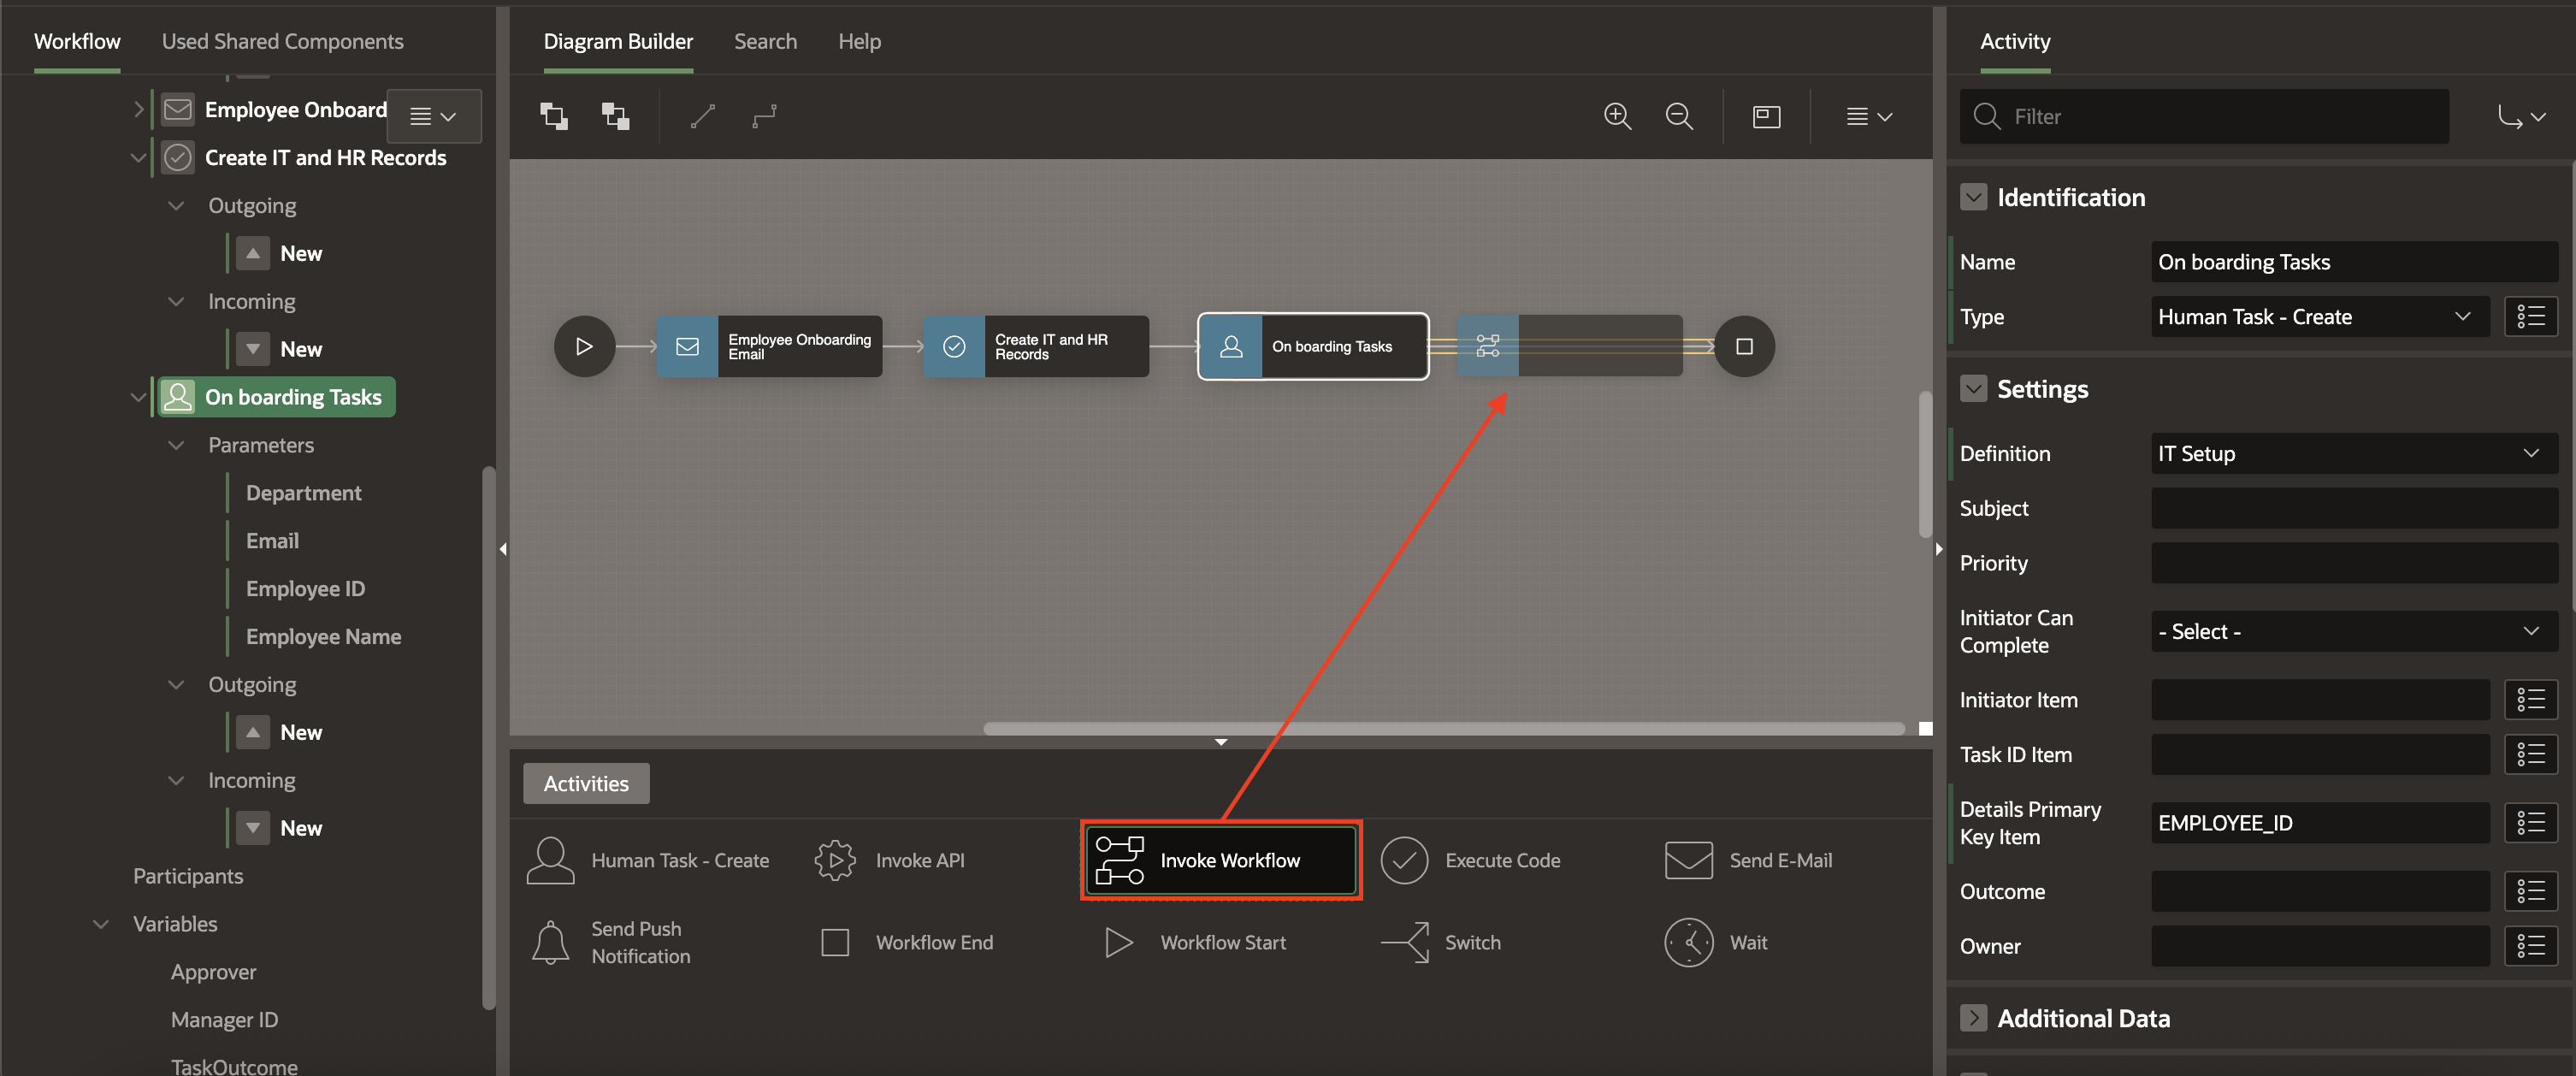 Workflow
Used Shared Components
Employee Onboard
Create IT and HR Records
Outgoing
New
Incoming
New
On boarding Tasks
Parameters
Department
Email
Employee ID
Employee Name
Outgoing
New
Incoming
New
Participants
Variables
Approver
Manager ID
TaskOutcome
Diagram Builder
Search
Help
Employee Onboarding
Email
Create IT and HR
Records
On boarding Tasks
Activities
Human Task - Create
Invoke API
Invoke Workflow
Execute Code
Send E-Mail
Send Push
Notification
Workflow End
Workflow Start
Switch
Wait
Activity
Filter
Identification
Name
On boarding Tasks
Type
Human Task - Create
Settings
Definition
IT Setup
Subject
Priority
Initiator Can
Complete
- Select -
Initiator Item
Task ID Item
Details Primary
Key Item
EMPLOYEE_ID
Outcome
Owner
Additional Data